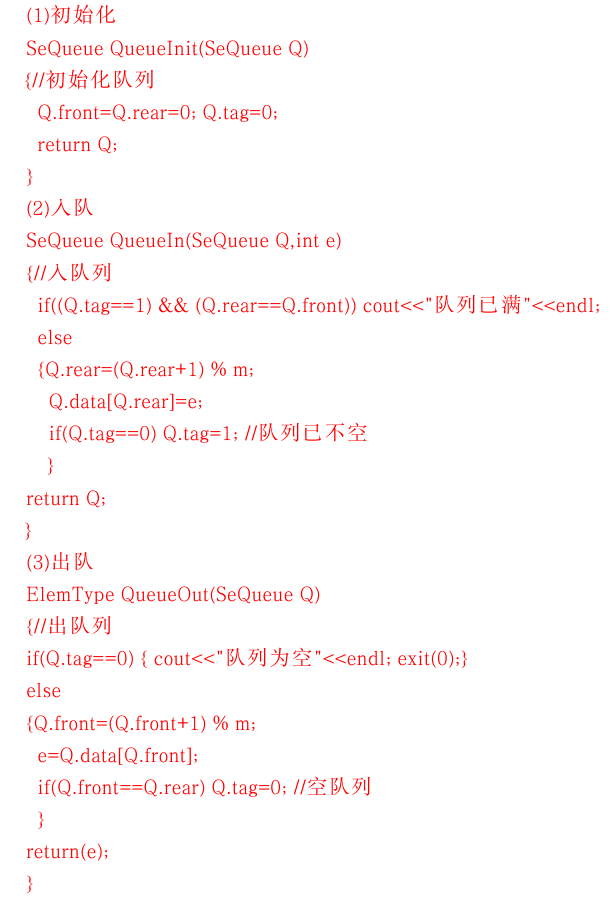 (1)初始化
SeQueue QueueInit(SeQueue Q)
{//初始化队列
Q.front=Q.rear=0; Q.tag=0;
return Q;
}
(2)入队
SeQueue QueueIn(SeQueue Q,int e)
{//入队列
if((Q.tag==1) && (Q.rear==Q.front)) cout<<"队列已满"<<endl;
else
{Q.rear=(Q.rear+1) % m;
Q.data[Q.rear]=e;
if(Q.tag==0) Q.tag=1; //队列已不空
}
return Q;
}
(3)出队
ElemType QueueOut(SeQueue Q)
{//出队列
if(Q.tag==0) { cout<<"队列为空"<<endl; exit(0);}
else
{Q.front=(Q.front+1) % m;
e=Q.data[Q.front];
if(Q.front==Q.rear) Q.tag=0; //空队列
}
return(e);
}